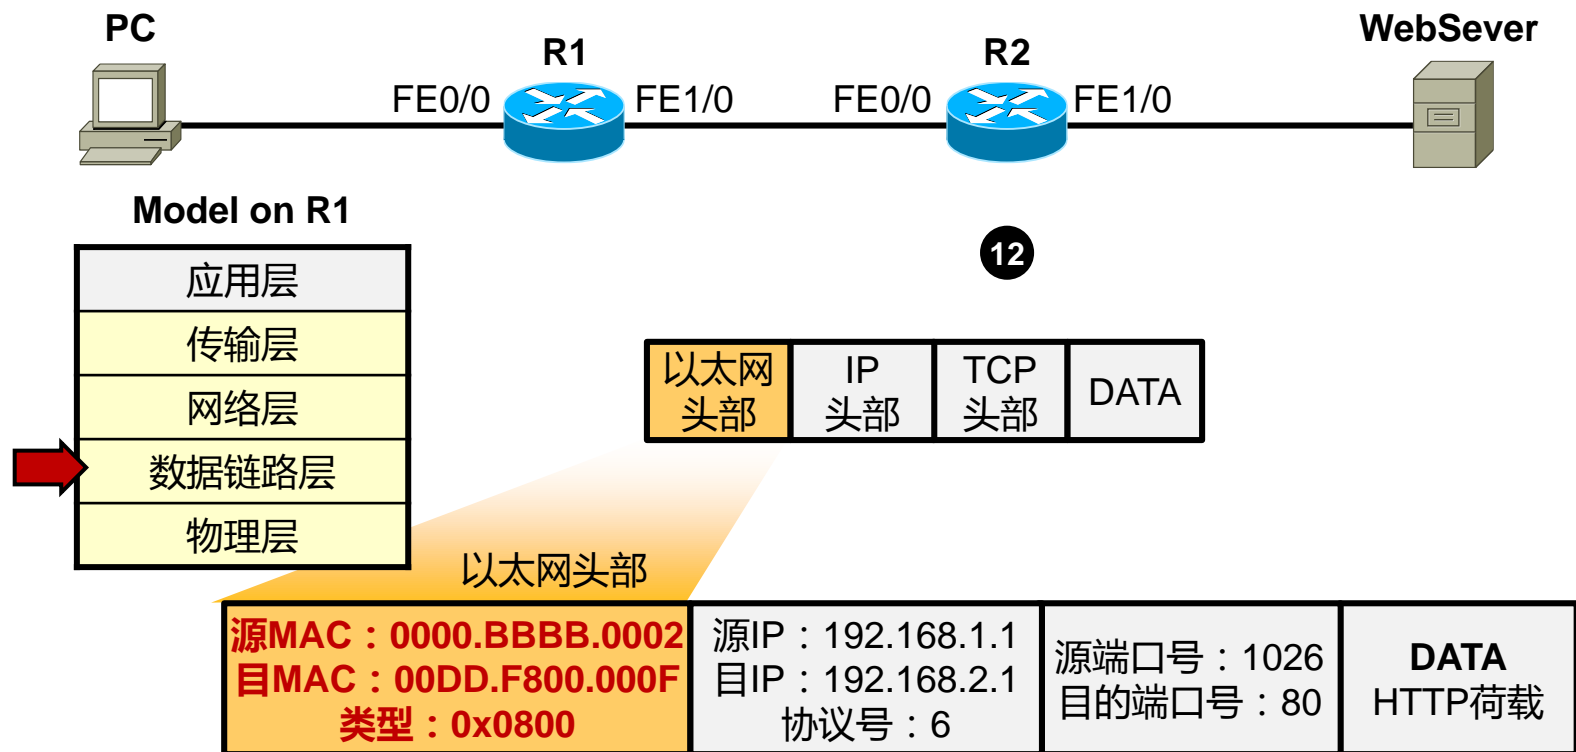 PC
R1
R2
WebSever
FE0/0
FE1/0
FE0/0
FE1/0
Model on R1
应用层
传输层
网络层
数据链路层
物理层
12
以太网
头部
IP
头部
TCP
头部
DATA
以太网头部
源MAC：0000.BBBB.0002
目MAC：00DD.F800.000F
类型：0x0800
源IP：192.168.1.1
目IP：192.168.2.1
协议号：6
源端口号：1026
目的端口号：80
DATA
HTTP荷载